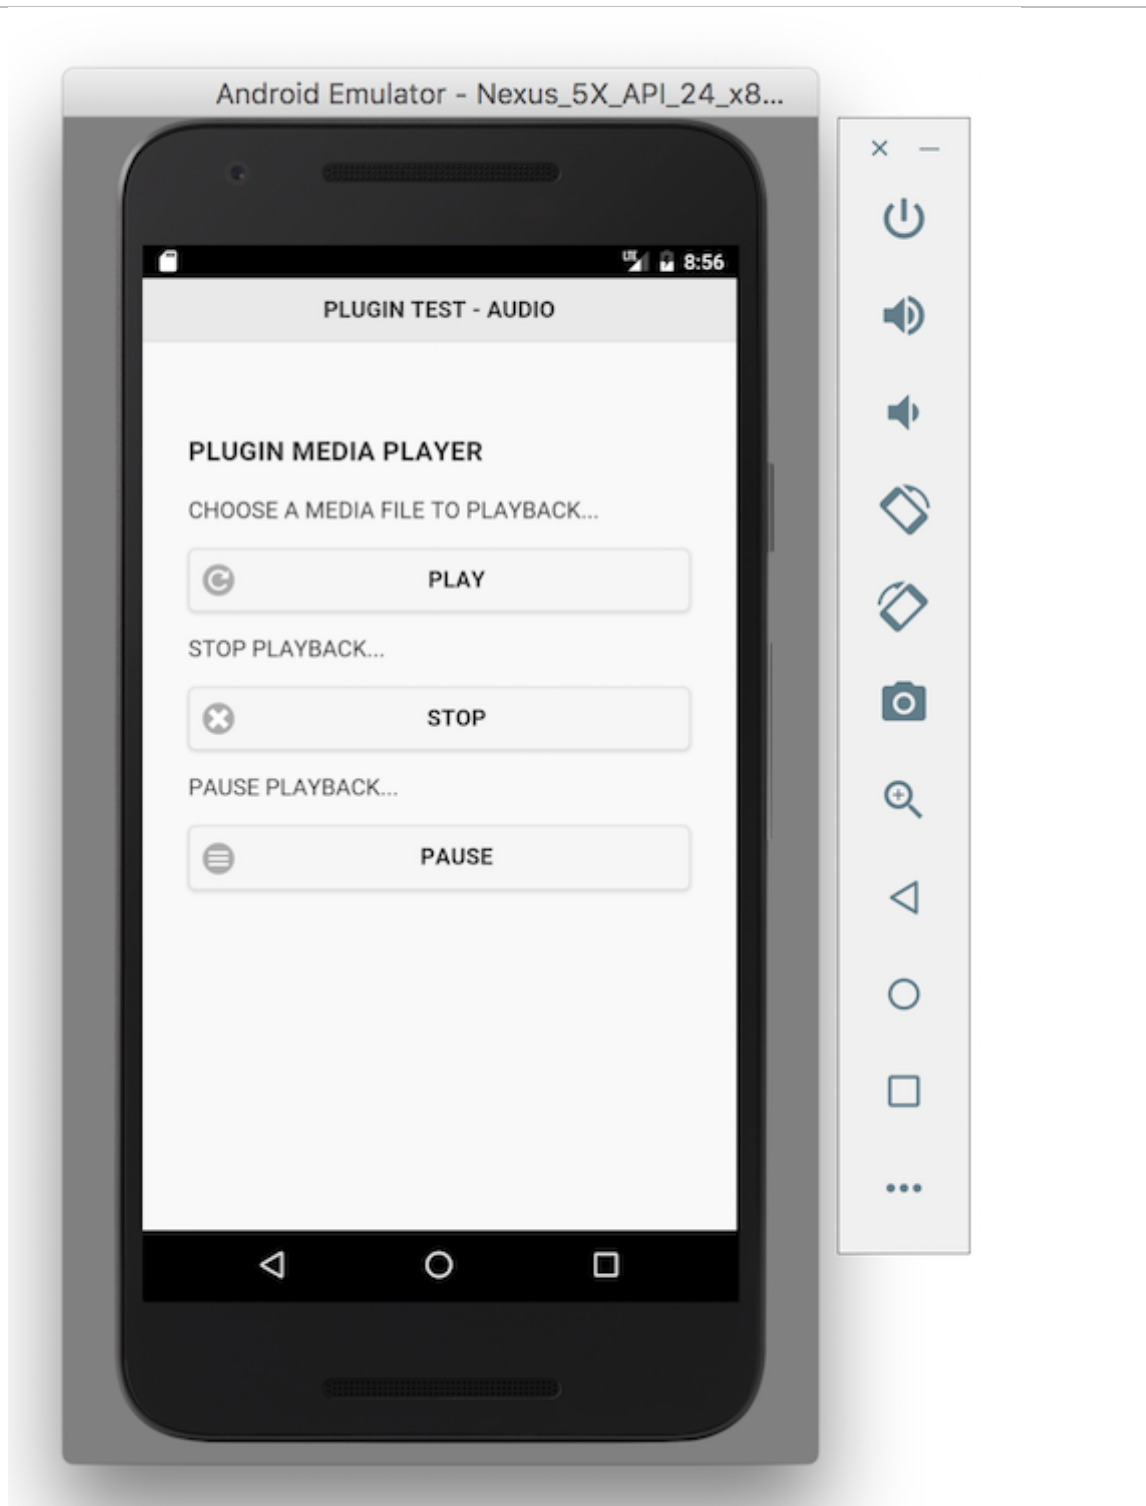 Android Emulator - Nexus_5X_API_24_x8...
LTE 8:56
PLUGIN TEST - AUDIO
PLUGIN MEDIA PLAYER
CHOOSE A MEDIA FILE TO PLAYBACK...
PLAY
STOP PLAYBACK...
STOP
PAUSE PLAYBACK...
PAUSE